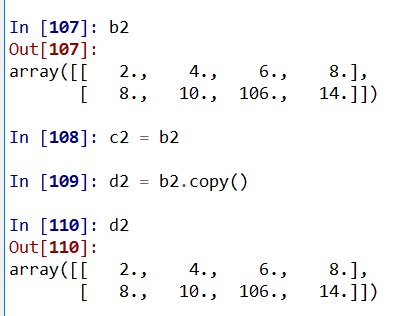 In [107]: b2
Out[107]:
array([[   2.,    4.,    6.,    8.],
       [   8.,   10.,  106.,   14.]])
In [108]: c2 = b2
In [109]: d2 = b2.copy()
In [110]: d2
Out[110]:
array([[   2.,    4.,    6.,    8.],
       [   8.,   10.,  106.,   14.]])